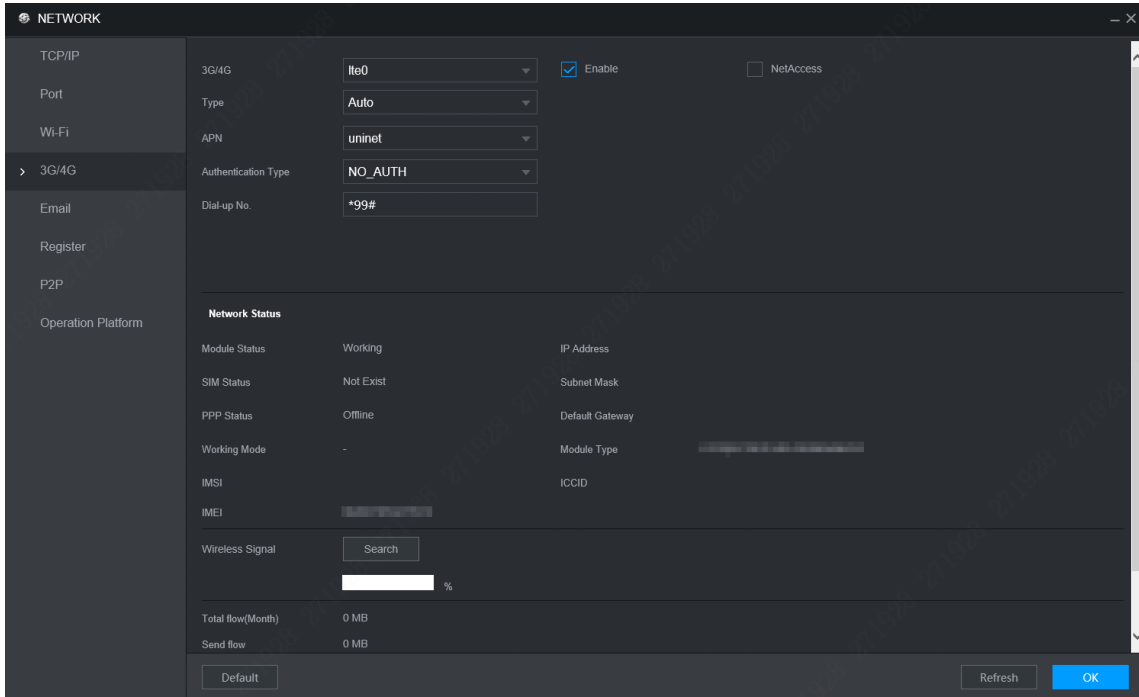 NETWORK
TCP/IP
Port
Wi-Fi
3G/4G
Email
Register
P2P
Operation Platform
3G/4G lte0 Enable NetAccess
Type Auto
APN uninet
Authentication Type NO_AUTH
Dial-up No. *99#
Network Status
Module Status Working IP Address
SIM Status Not Exist Subnet Mask
PPP Status Offline Default Gateway
Working Mode - Module Type
IMSI ICCID
IMEI
Wireless Signal Search
%
Total flow(Month) 0 MB
Send flow 0 MB
Default Refresh OK